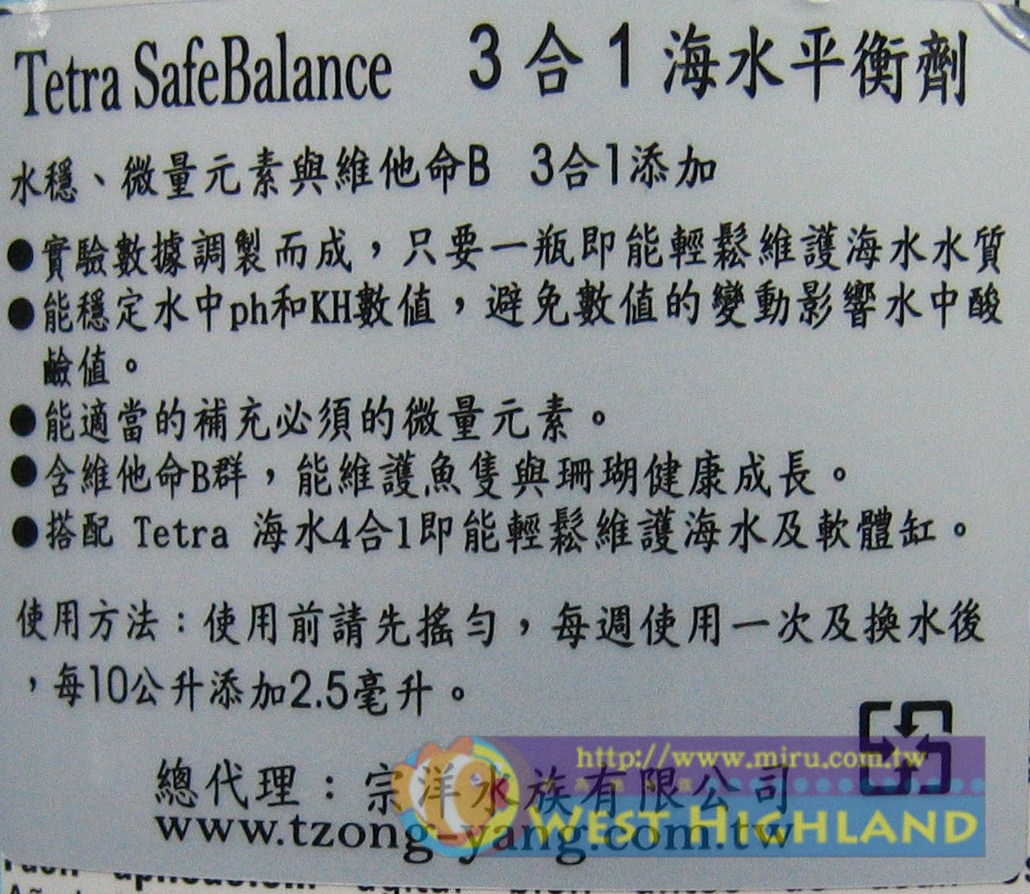 Tetra SafeBalance 3合1海水平衡劑
水穩、微量元素與維他命B 3合1添加
●實驗數據調製而成，只要一瓶即能輕鬆維護海水水質
●能穩定水中ph和KH數值，避免數值的變動影響水中酸
鹼值。
●能適當的補充必須的微量元素。
●含維他命B群，能維護魚隻與珊瑚健康成長。
●搭配 Tetra 海水4合1即能輕鬆維護海水及軟體缸。
使用方法：使用前請先搖勻，每週使用一次及換水後
，每10公升添加2.5毫升。
http://www.miru.com.tw
總代理：宗洋水族有限公司
WEST HIGHLAND
www.tzong-yang.com.tw